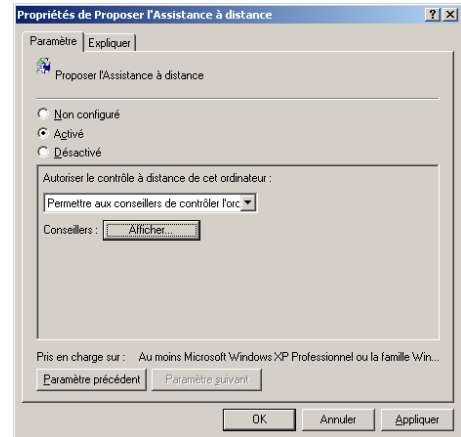 Propriétés de Proposer l'Assistance à distance
Paramètre Expliquer
Proposer l'Assistance à distance
Non configuré
Activé
Désactivé
Autoriser le contrôle à distance de cet ordinateur :
Permettre aux conseillers de contrôler l'orc
Conseillers : Afficher...
Pris en charge sur : Au moins Microsoft Windows XP Professionnel ou la famille Win...
Paramètre précédent Paramètre suivant
OK Annuler Appliquer